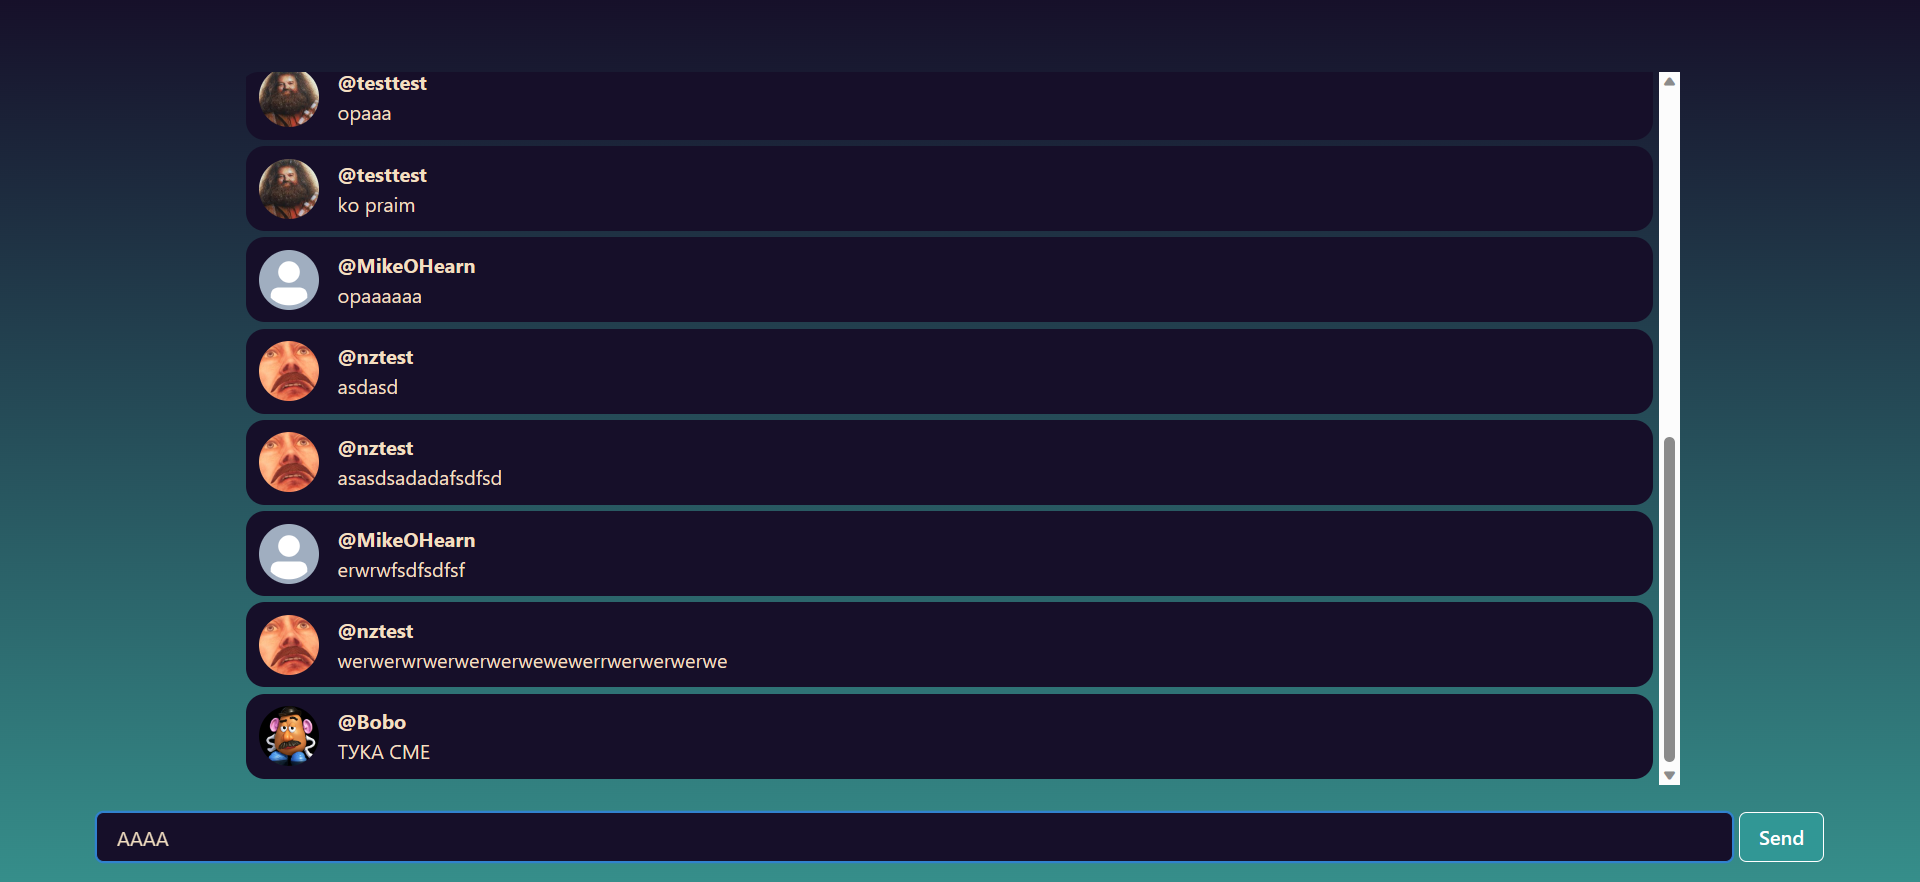 @testtest
opaaa
@testtest
ko praim
@MikeOHearn
opaaaaaa
@nztest
asdasd
@nztest
asasdsadadafsdfsd
@MikeOHearn
erwrwfsdfsdfsf
@nztest
werwerwrwerwerwerwewewerrwerwerwerwe
@Bobo
ТУКА СМЕ
AAAA
Send